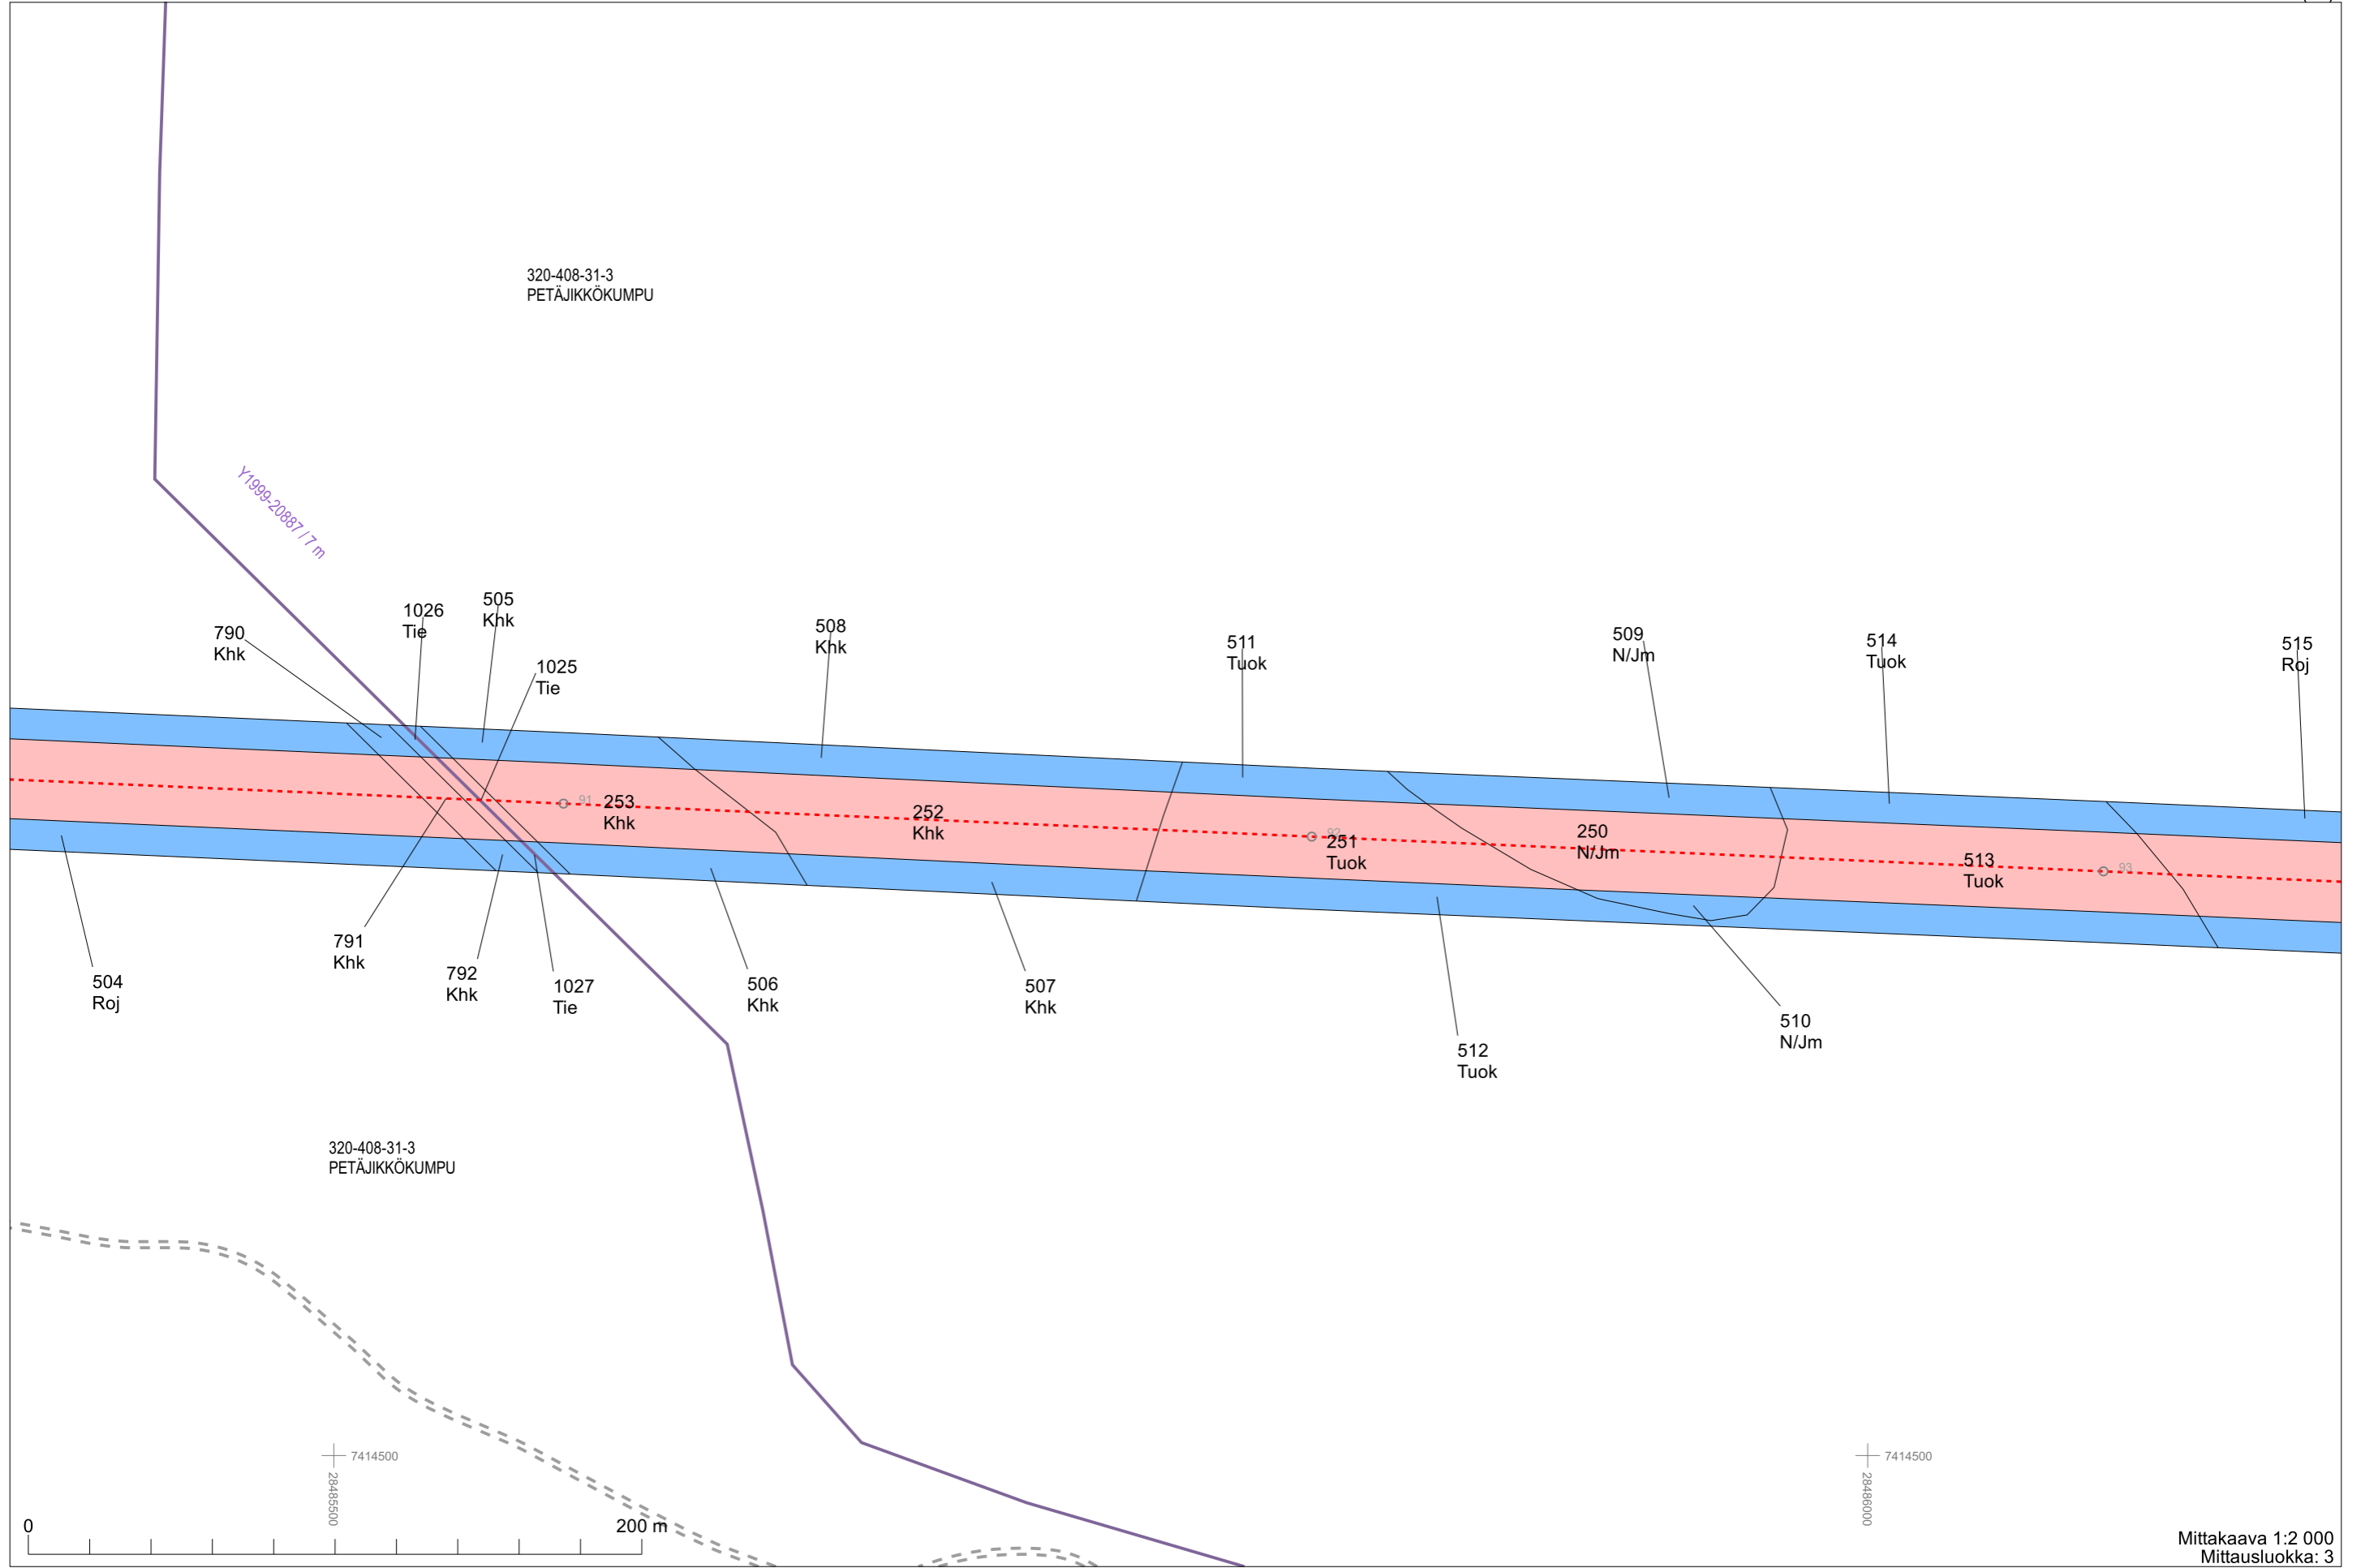 320-408-31-3
PETÄJIKKÖKUMPU
Y1999-20887 / 7 m
790
Khk
1026
Tie
505
Khk
1025
Tie
508
Khk
511
Tuok
509
N/Jm
514
Tuok
515
Roj
91
253
Khk
252
Khk
92
251
Tuok
250
N/Jm
513
Tuok
93
504
Roj
791
Khk
792
Khk
1027
Tie
506
Khk
507
Khk
512
Tuok
510
N/Jm
320-408-31-3
PETÄJIKKÖKUMPU
7414500
28485500
7414500
28486000
0
200 m
Mittakaava 1:2 000
Mittausluokka: 3